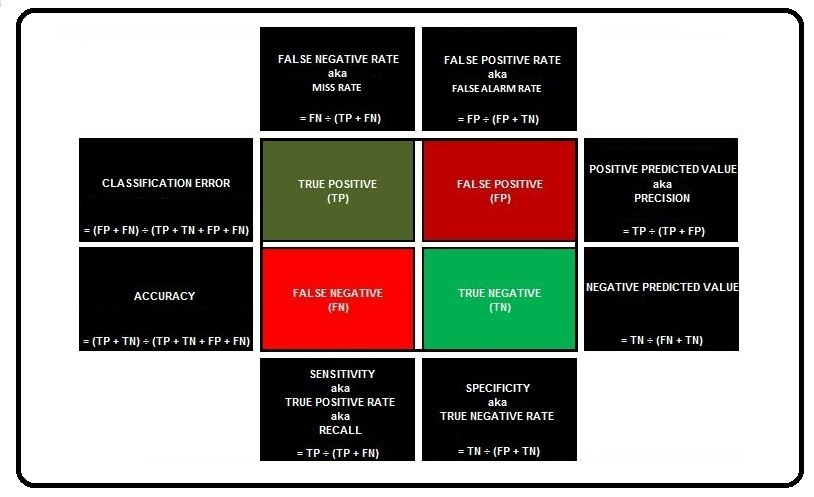 FALSE NEGATIVE RATE
aka
MISS RATE
= FN ÷ (TP + FN)
FALSE POSITIVE RATE
aka
FALSE ALARM RATE
= FP ÷ (FP + TN)
CLASSIFICATION ERROR
= (FP + FN) ÷ (TP + TN + FP + FN)
TRUE POSITIVE
(TP)
FALSE POSITIVE
(FP)
POSITIVE PREDICTED VALUE
aka
PRECISION
= TP ÷ (TP + FP)
ACCURACY
= (TP + TN) ÷ (TP + TN + FP + FN)
FALSE NEGATIVE
(FN)
TRUE NEGATIVE
(TN)
NEGATIVE PREDICTED VALUE
= TN ÷ (FN + TN)
SENSITIVITY
aka
TRUE POSITIVE RATE
aka
RECALL
= TP ÷ (TP + FN)
SPECIFICITY
aka
TRUE NEGATIVE RATE
= TN ÷ (FP + TN)